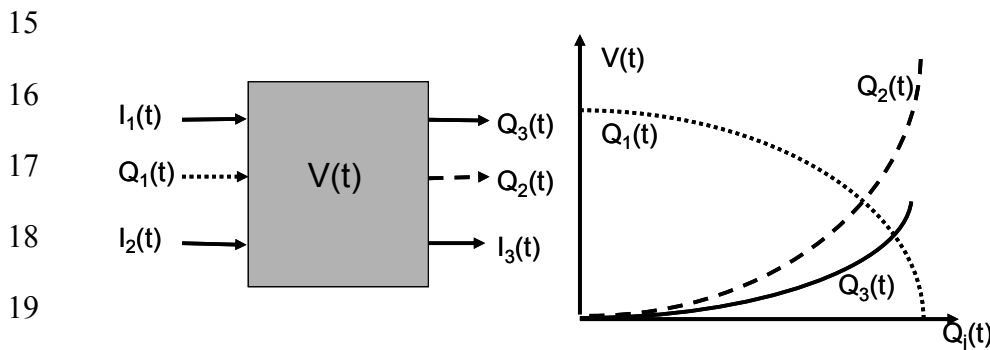 15
16
17
18
19
I₁(t)
Q₁(t)
I₂(t)
V(t)
Q₃(t)
Q₂(t)
I₃(t)
V(t)
Q₂(t)
Q₁(t)
Q₃(t)
Qᵢ(t)